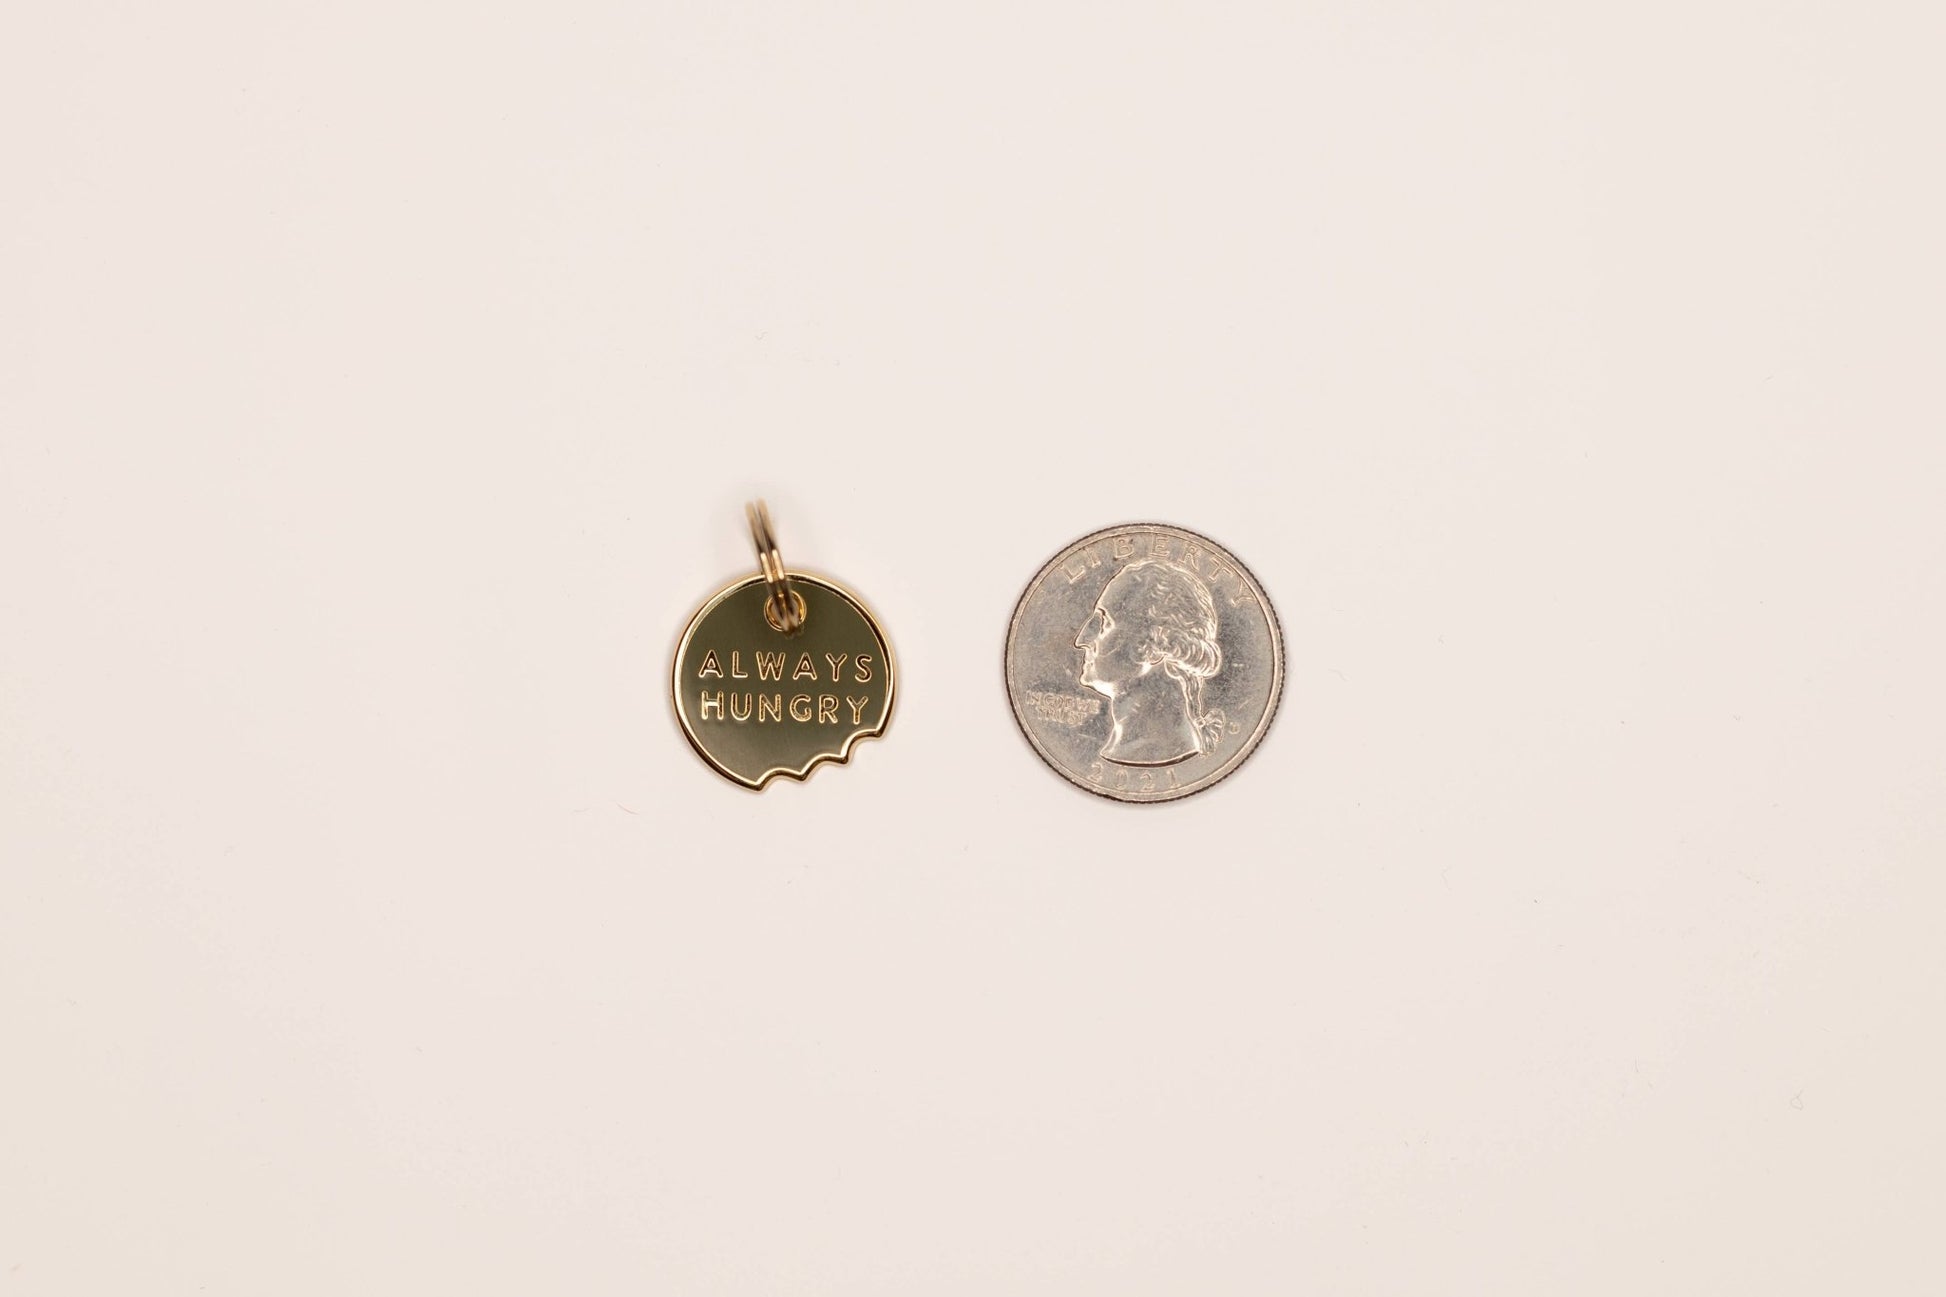 ALWAYS
HUNGRY
LIBERTY
IN GOD WE
TRUST
2021